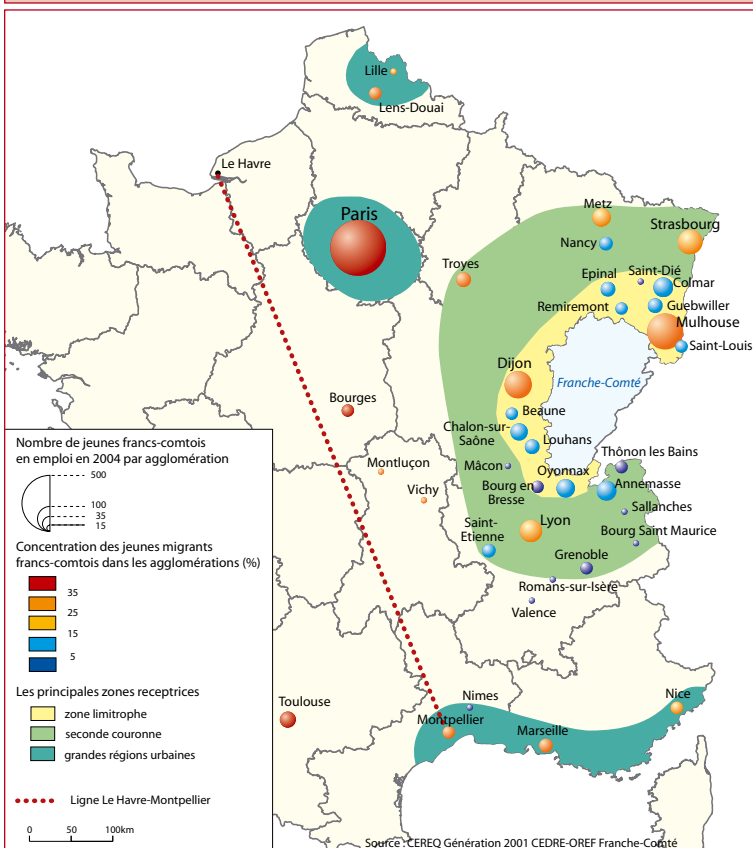 Lille
Lens-Douai
Le Havre
Paris
Metz
Strasbourg
Nancy
Troyes
Epinal
Saint-Dié
Colmar
Remiremont
Guebwiller
Mulhouse
Saint-Louis
Dijon
Franche-Comté
Bourges
Beaune
Chalon-sur-
Saône
Louhans
Mâcon
Thônon les Bains
Oyonnax
Bourg en
Bresse
Annemasse
Montluçon
Vichy
Sallanches
Lyon
Bourg Saint Maurice
Saint-
Etienne
Grenoble
Romans-sur-Isère
Valence
Toulouse
Nimes
Montpellier
Marseille
Nice
Nombre de jeunes francs-comtois
en emploi en 2004 par agglomération
500
100
35
15
Concentration des jeunes migrants
francs-comtois dans les agglomérations (%)
35
25
15
5
Les principales zones receptrices
zone limitrophe
seconde couronne
grandes régions urbaines
Ligne Le Havre-Montpellier
0 50 100km
Source : CEREQ Génération 2001 CEDRE-OREF Franche-Comté